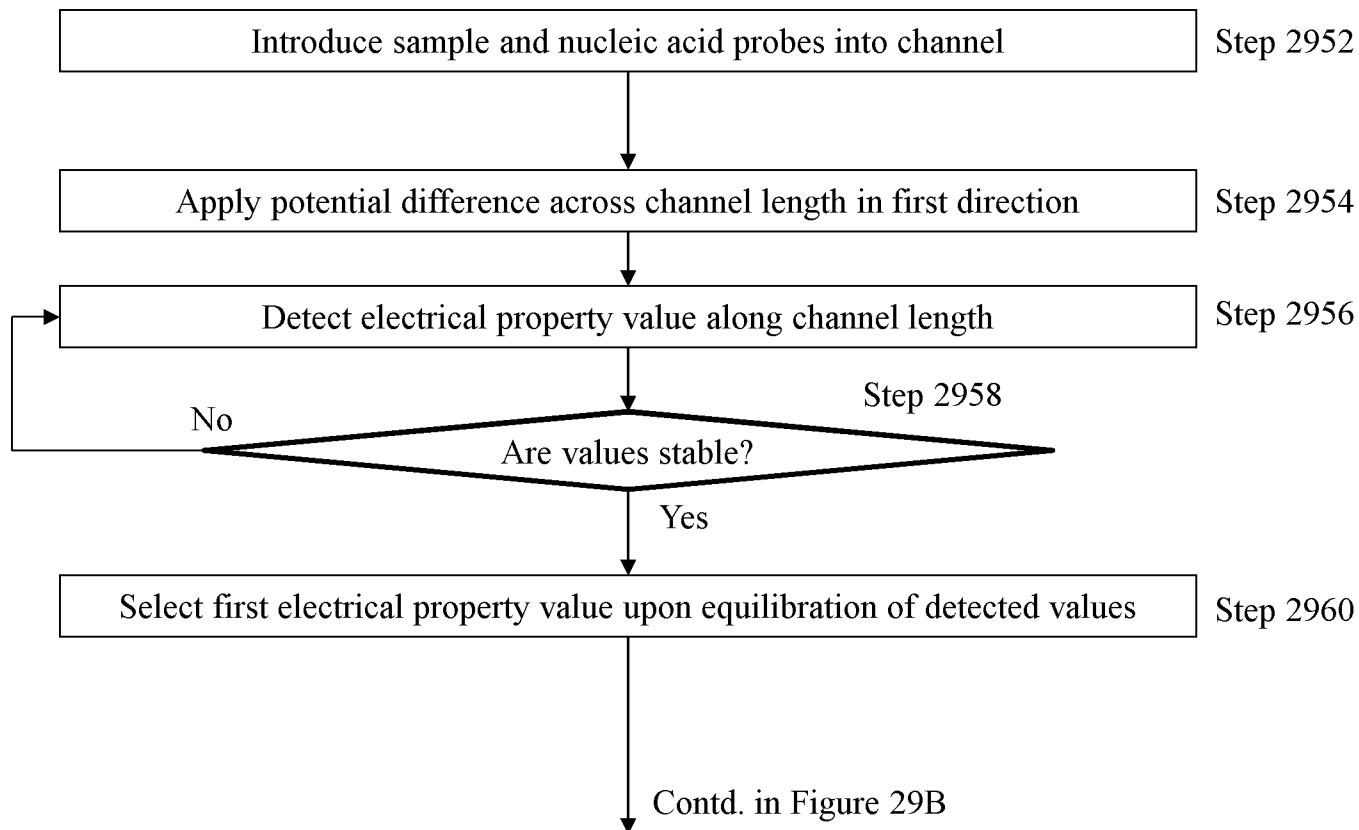 Introduce sample and nucleic acid probes into channel
Step 2952
Apply potential difference across channel length in first direction
Step 2954
Detect electrical property value along channel length
Step 2956
Step 2958
No
Are values stable?
Yes
Select first electrical property value upon equilibration of detected values
Step 2960
Contd. in Figure 29B